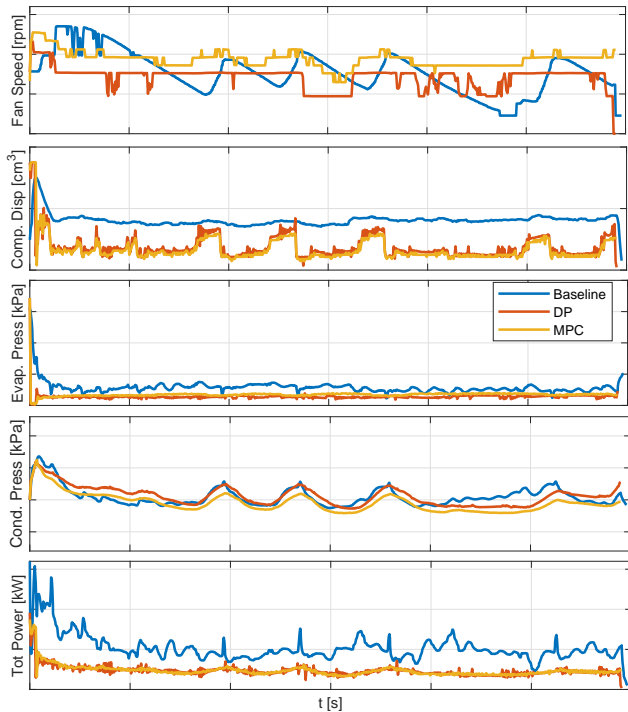 Fan Speed [rpm]
Comp. Disp [cm³]
Evap. Press [kPa]
Baseline
DP
MPC
Cond. Press [kPa]
Tot Power [kW]
t [s]